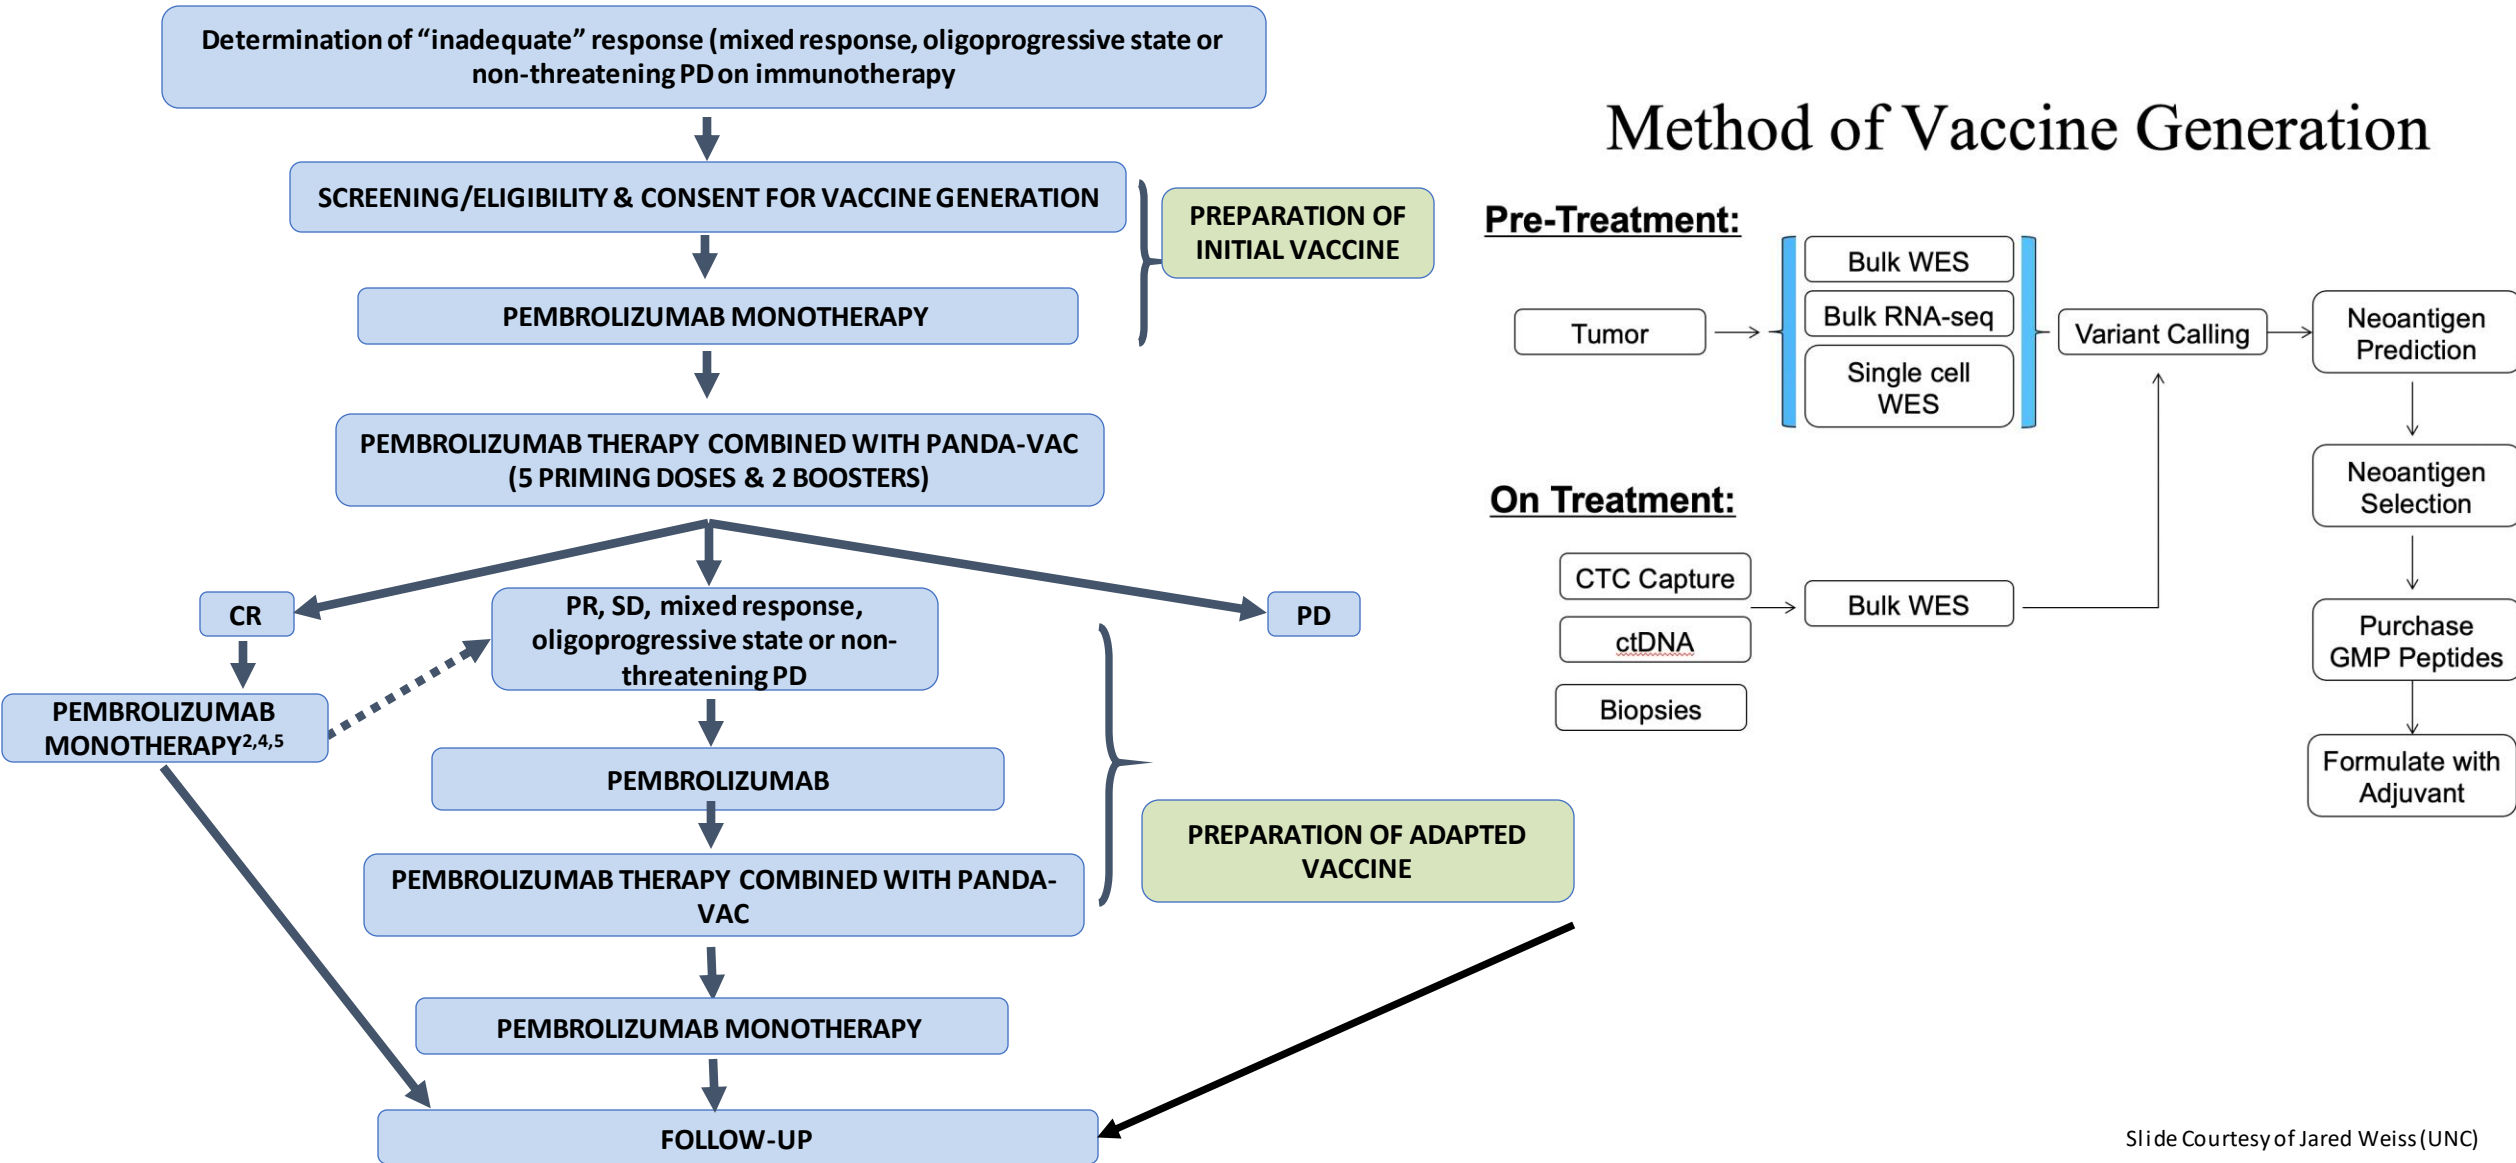 Determination of “inadequate” response (mixed response, oligoprogressive state or
non-threatening PD on immunotherapy
SCREENING/ELIGIBILITY & CONSENT FOR VACCINE GENERATION
PREPARATION OF
INITIAL VACCINE
PEMBROLIZUMAB MONOTHERAPY
PEMBROLIZUMAB THERAPY COMBINED WITH PANDA-VAC
(5 PRIMING DOSES & 2 BOOSTERS)
CR
PR, SD, mixed response,
oligoprogressive state or non-
threatening PD
PD
PEMBROLIZUMAB
MONOTHERAPY2,4,5
PEMBROLIZUMAB
PREPARATION OF ADAPTED
VACCINE
PEMBROLIZUMAB THERAPY COMBINED WITH PANDA-
VAC
PEMBROLIZUMAB MONOTHERAPY
FOLLOW-UP
Method of Vaccine Generation
Pre-Treatment:
Tumor
Bulk WES
Bulk RNA-seq
Single cell
WES
Variant Calling
Neoantigen
Prediction
Neoantigen
Selection
Purchase
GMP Peptides
Formulate with
Adjuvant
On Treatment:
CTC Capture
ctDNA
Biopsies
Bulk WES
Slide Courtesy of Jared Weiss (UNC)